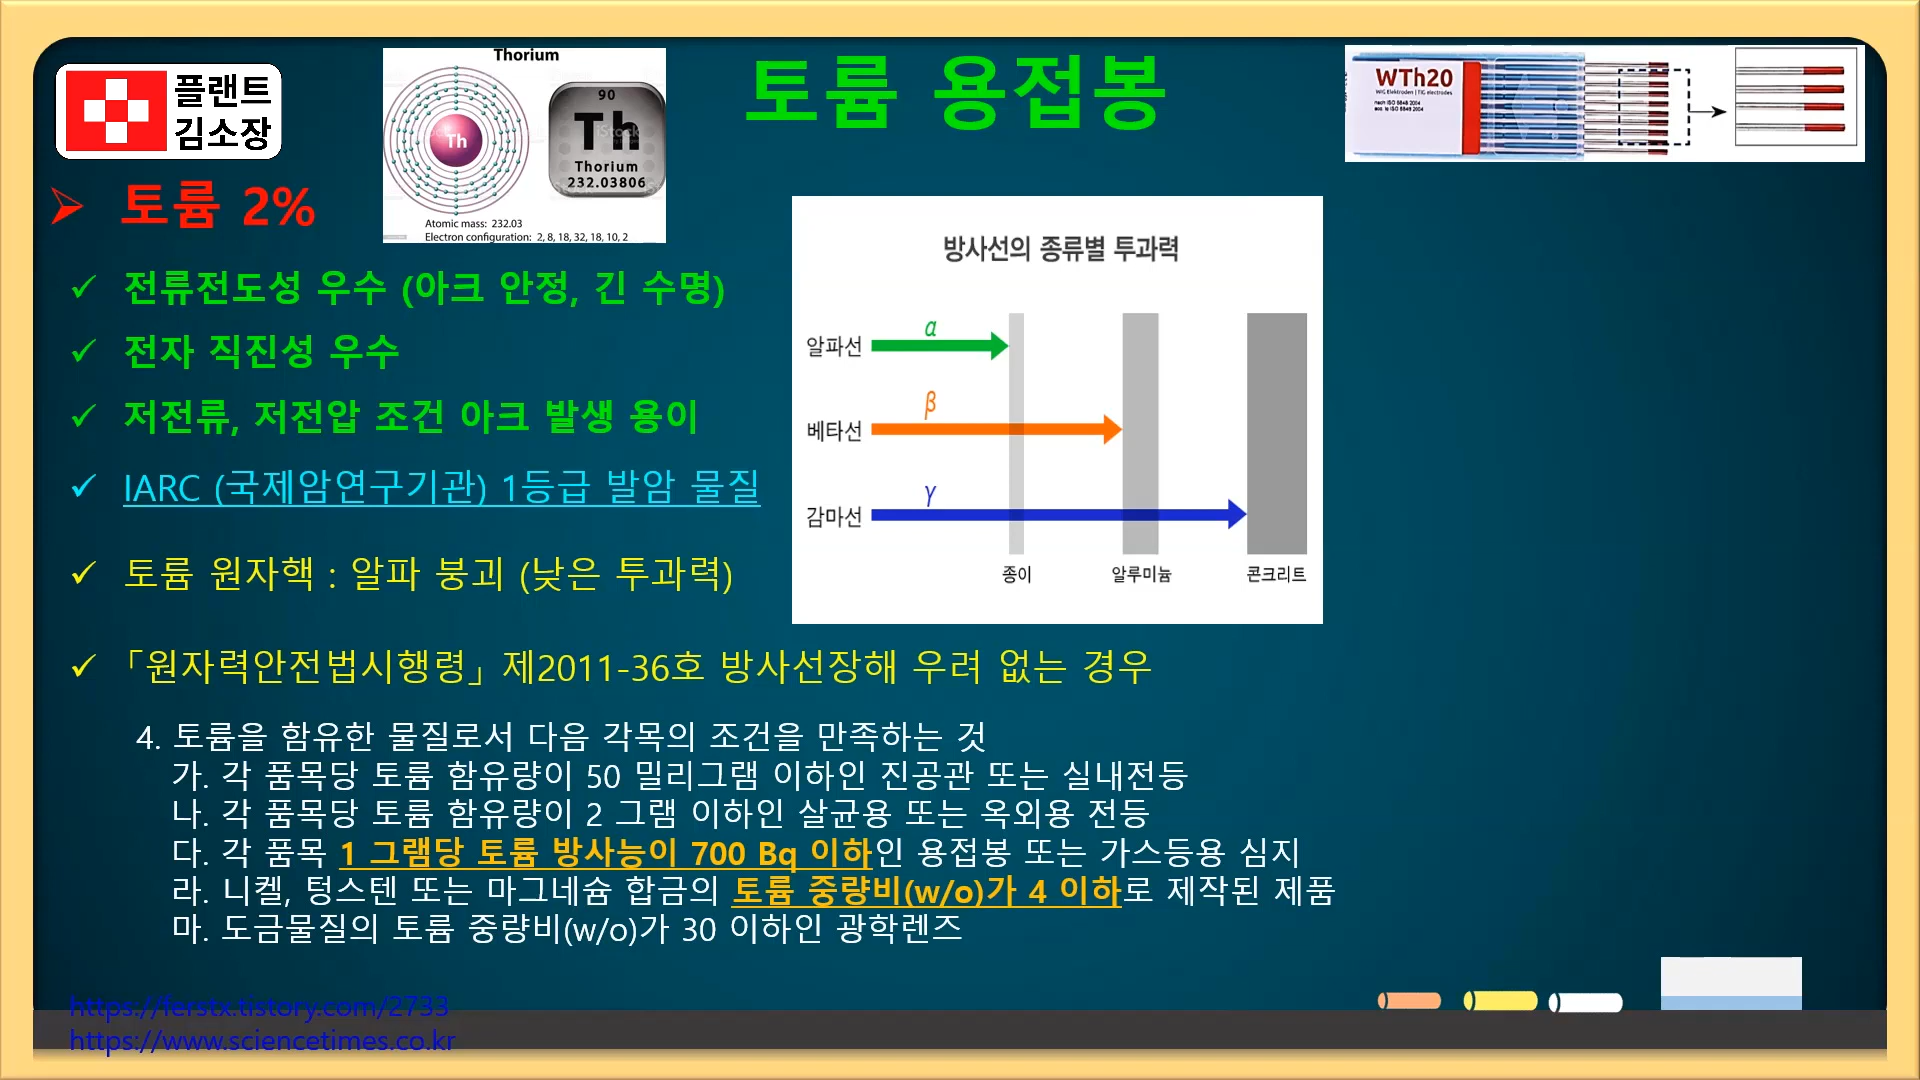 플랜트
김소장
Thorium
Th
90
Th
Thorium
232.03806
Atomic mass: 232.03
Electron configuration: 2, 8, 18, 32, 18, 10, 2
토륨 용접봉
WTh20
WIG Elektroden | TIG electrodes
토륨 2%
전류전도성 우수 (아크 안정, 긴 수명)
전자 직진성 우수
저전류, 저전압 조건 아크 발생 용이
IARC (국제암연구기관) 1등급 발암 물질
토륨 원자핵 : 알파 붕괴 (낮은 투과력)
방사선의 종류별 투과력
알파선 α
베타선 β
감마선 γ
종이 알루미늄 콘크리트
「원자력안전법시행령」 제2011-36호 방사선장해 우려 없는 경우
4. 토륨을 함유한 물질로서 다음 각목의 조건을 만족하는 것
가. 각 품목당 토륨 함유량이 50 밀리그램 이하인 진공관 또는 실내전등
나. 각 품목당 토륨 함유량이 2 그램 이하인 살균용 또는 옥외용 전등
다. 각 품목 1 그램당 토륨 방사능이 700 Bq 이하인 용접봉 또는 가스등용 심지
라. 니켈, 텅스텐 또는 마그네슘 합금의 토륨 중량비(w/o)가 4 이하로 제작된 제품
마. 도금물질의 토륨 중량비(w/o)가 30 이하인 광학렌즈
https://ferstx.tistory.com/2733
https://www.sciencetimes.co.kr